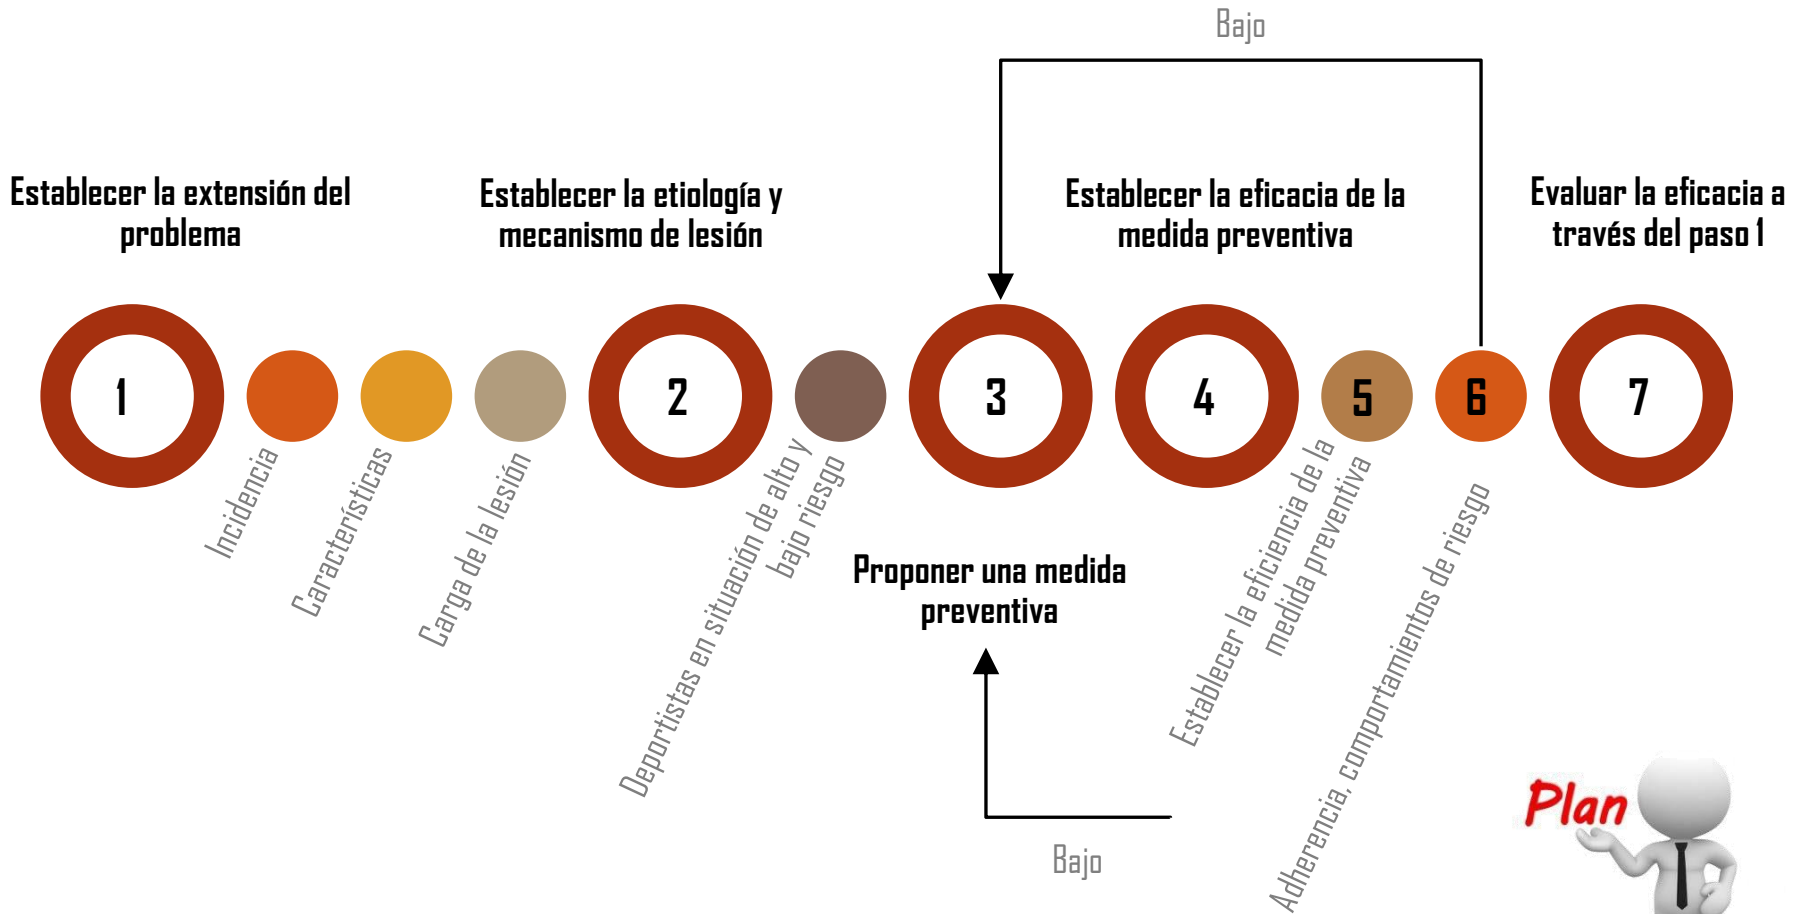 Bajo
Establecer la extensión del
problema
Establecer la etiología y
mecanismo de lesión
Establecer la eficacia de la
medida preventiva
Evaluar la eficacia a
través del paso 1
1
2
3
4
5
6
7
Incidencia
Características
Carga de la lesión
Deportistas en situación de alto y
bajo riesgo
Proponer una medida
preventiva
Establecer la eficiencia de la
medida preventiva
Adherencia, comportamientos de riesgo
Bajo
Plan